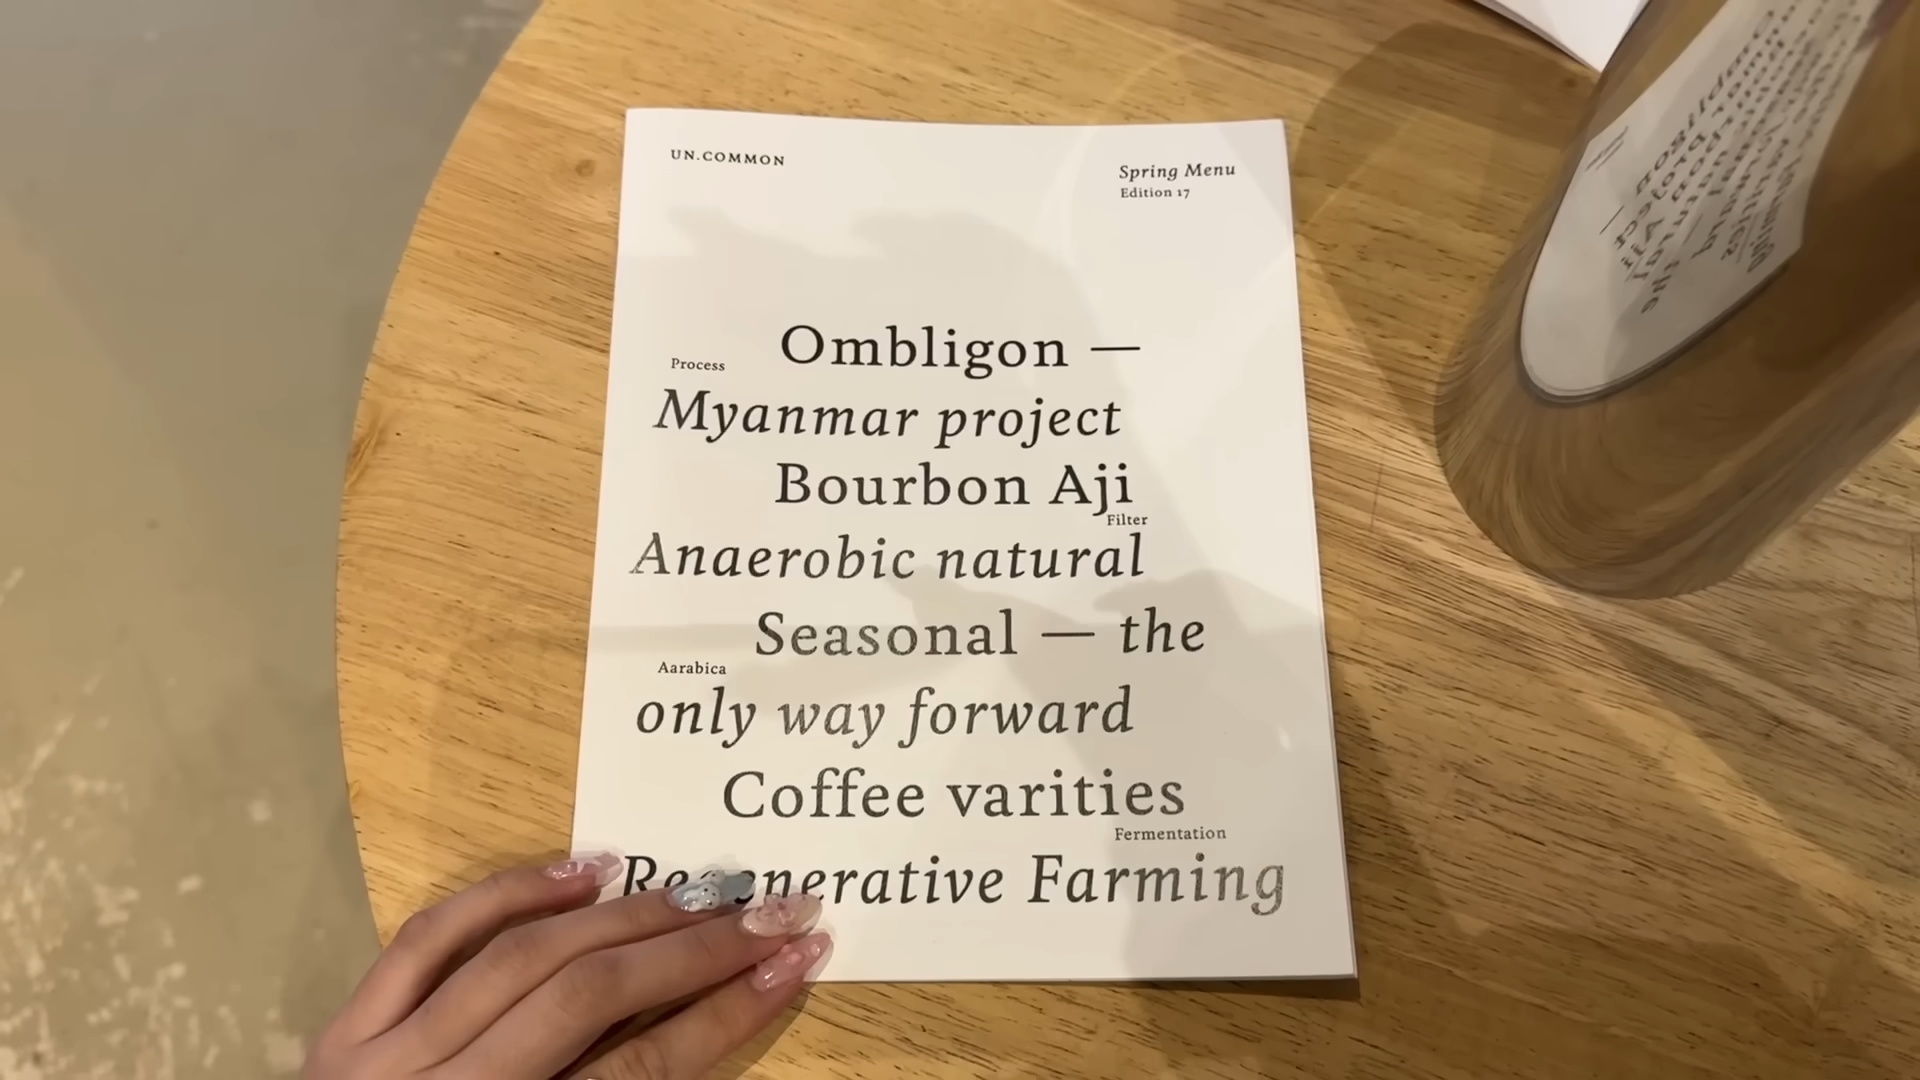 UN.COMMON
Spring Menu
Edition 17
Ombligon —
Process
Myanmar project
Bourbon Aji
Filter
Anaerobic natural
Seasonal — the
Aarabica
only way forward
Coffee varities
Fermentation
Regenerative Farming